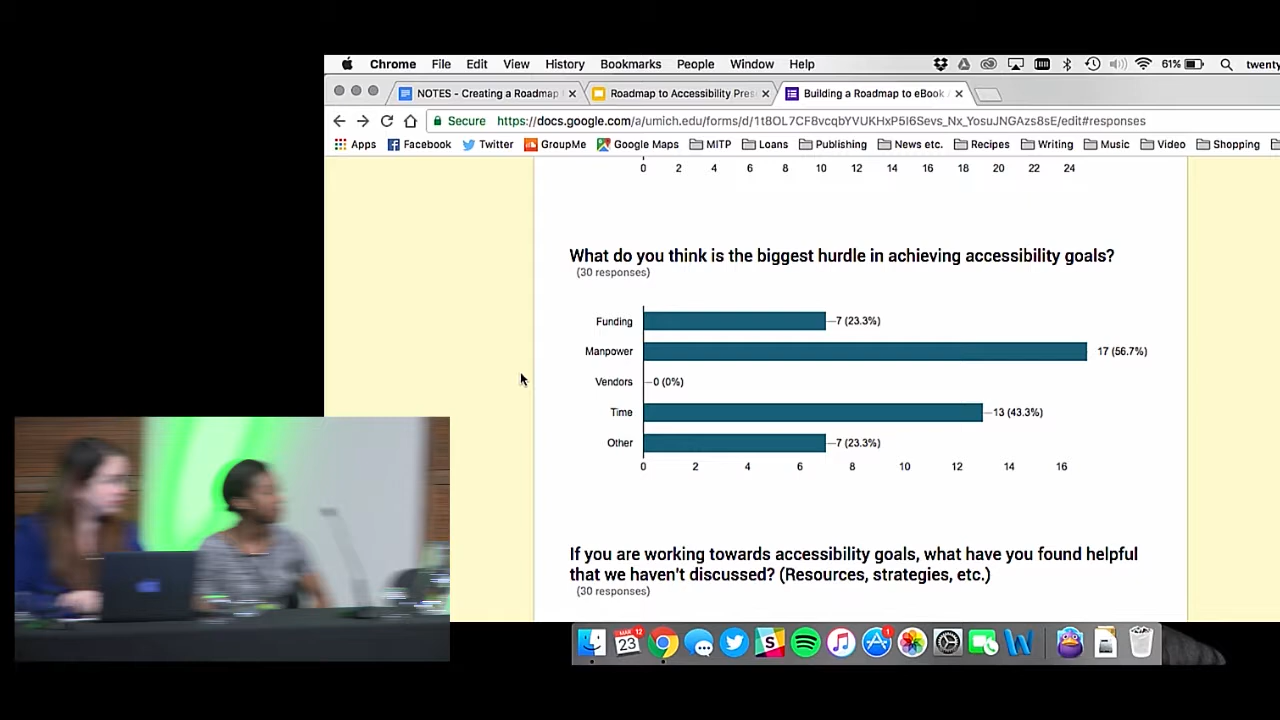 Chrome File Edit View History Bookmarks People Window Help 61% twenty
NOTES - Creating a Roadmap Roadmap to Accessibility Pres Building a Roadmap to eBook
Secure https://docs.google.com/a/umich.edu/forms/d/1t8OL7CF8vcqbYVUKHxP5I6Sevs_Nx_YosuJNGAzs8sE/edit#responses
Apps Facebook Twitter GroupMe Google Maps MITP Loans Publishing News etc. Recipes Writing Music Video Shopping
0 2 4 6 8 10 12 14 16 18 20 22 24
What do you think is the biggest hurdle in achieving accessibility goals?
(30 responses)
Funding 7 (23.3%)
Manpower 17 (56.7%)
Vendors 0 (0%)
Time 13 (43.3%)
Other 7 (23.3%)
0 2 4 6 8 10 12 14 16
If you are working towards accessibility goals, what have you found helpful
that we haven't discussed? (Resources, strategies, etc.)
(30 responses)
MAR 12
23 1